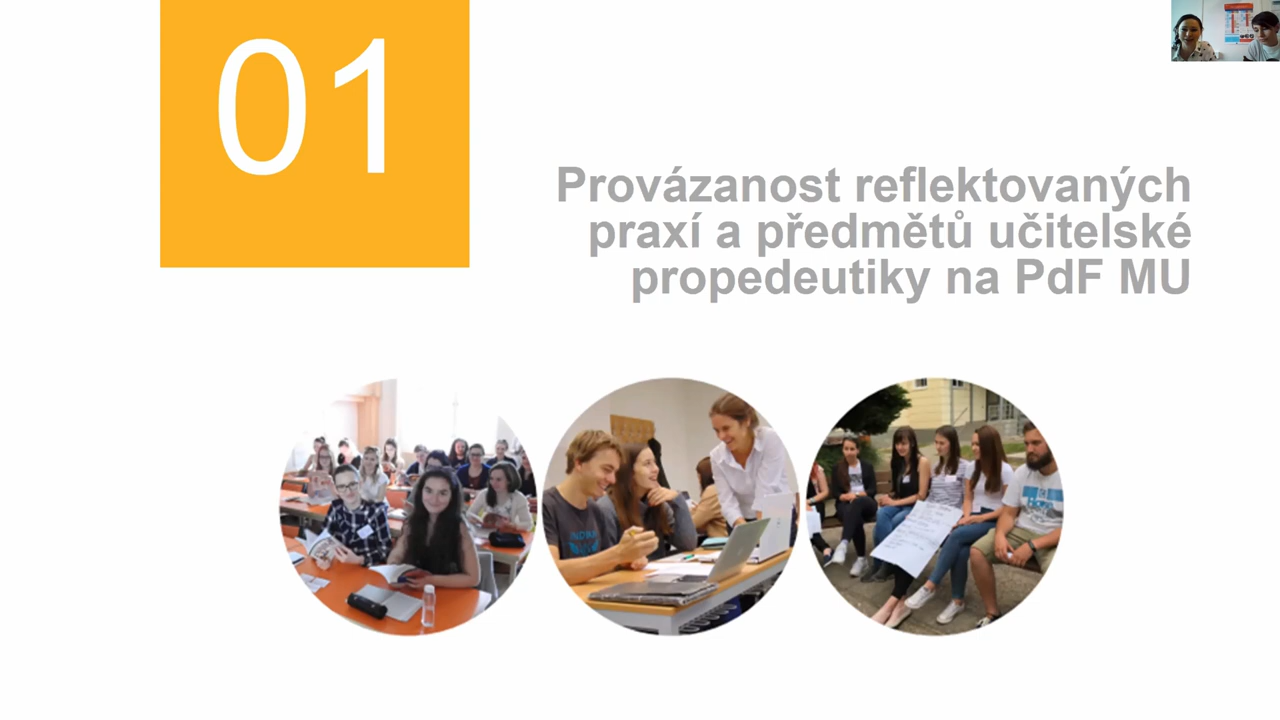 01
Provázanost reflektovaných
praxí a předmětů učitelské
propedeutiky na PdF MU